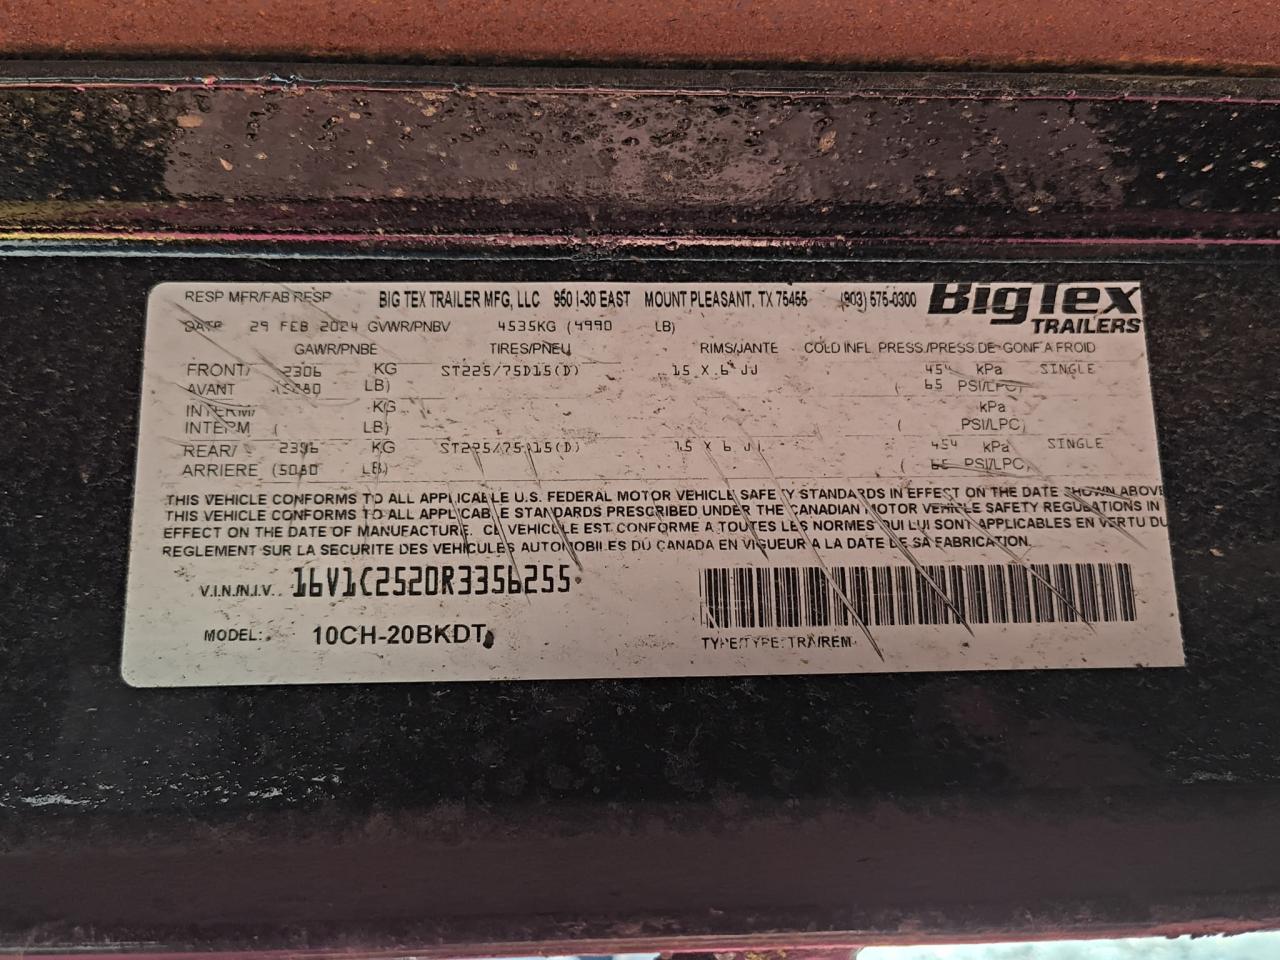 RESP MFR/FAB RESP BIG TEX TRAILER MFG, LLC 950 I-30 EAST MOUNT PLEASANT, TX 75455 (903) 575-0300 BigTex
TRAILERS
DATE 29 FEB 2024 GVWR/PNBV 4535KG (4990 LB)
GAWR/PNBE TIRES/PNEU RIMS/JANTE COLD INFL PRESS./PRESS.DE-GONF A FROID
FRONT/ KG ST225/75D15(D) 15 X 6 JJ 454 kPa SINGLE
AVANT LB) ( 65 PSI/LPC)
INTERM/ KG kPa
INTERM ( LB) ( PSI/LPC)
REAR/ KG ST225/75D15(D) 15 X 6 454 kPa SINGLE
ARRIERE (5080 LB) ( 65 PSI/LPC)
THIS VEHICLE CONFORMS TO ALL APPLICABLE U.S. FEDERAL MOTOR VEHICLE SAFETY STANDARDS IN EFFECT ON THE DATE SHOWN ABOVE
THIS VEHICLE CONFORMS TO ALL APPLICABLE STANDARDS PRESCRIBED UNDER THE CANADIAN MOTOR VEHICLE SAFETY REGULATIONS IN
EFFECT ON THE DATE OF MANUFACTURE. CE VEHICULE EST CONFORME A TOUTES LES NORMES QUI LUI SONT APPLICABLES EN VERTU DU
REGLEMENT SUR LA SECURITE DES VEHICULES AUTOMOBILES DU CANADA EN VIGUEUR A LA DATE DE SA FABRICATION.
V.I.N./N.I.V. 16V1C2520R3356255
MODEL: 10CH-20BKDT TYPE/TYPE: TRA/REM